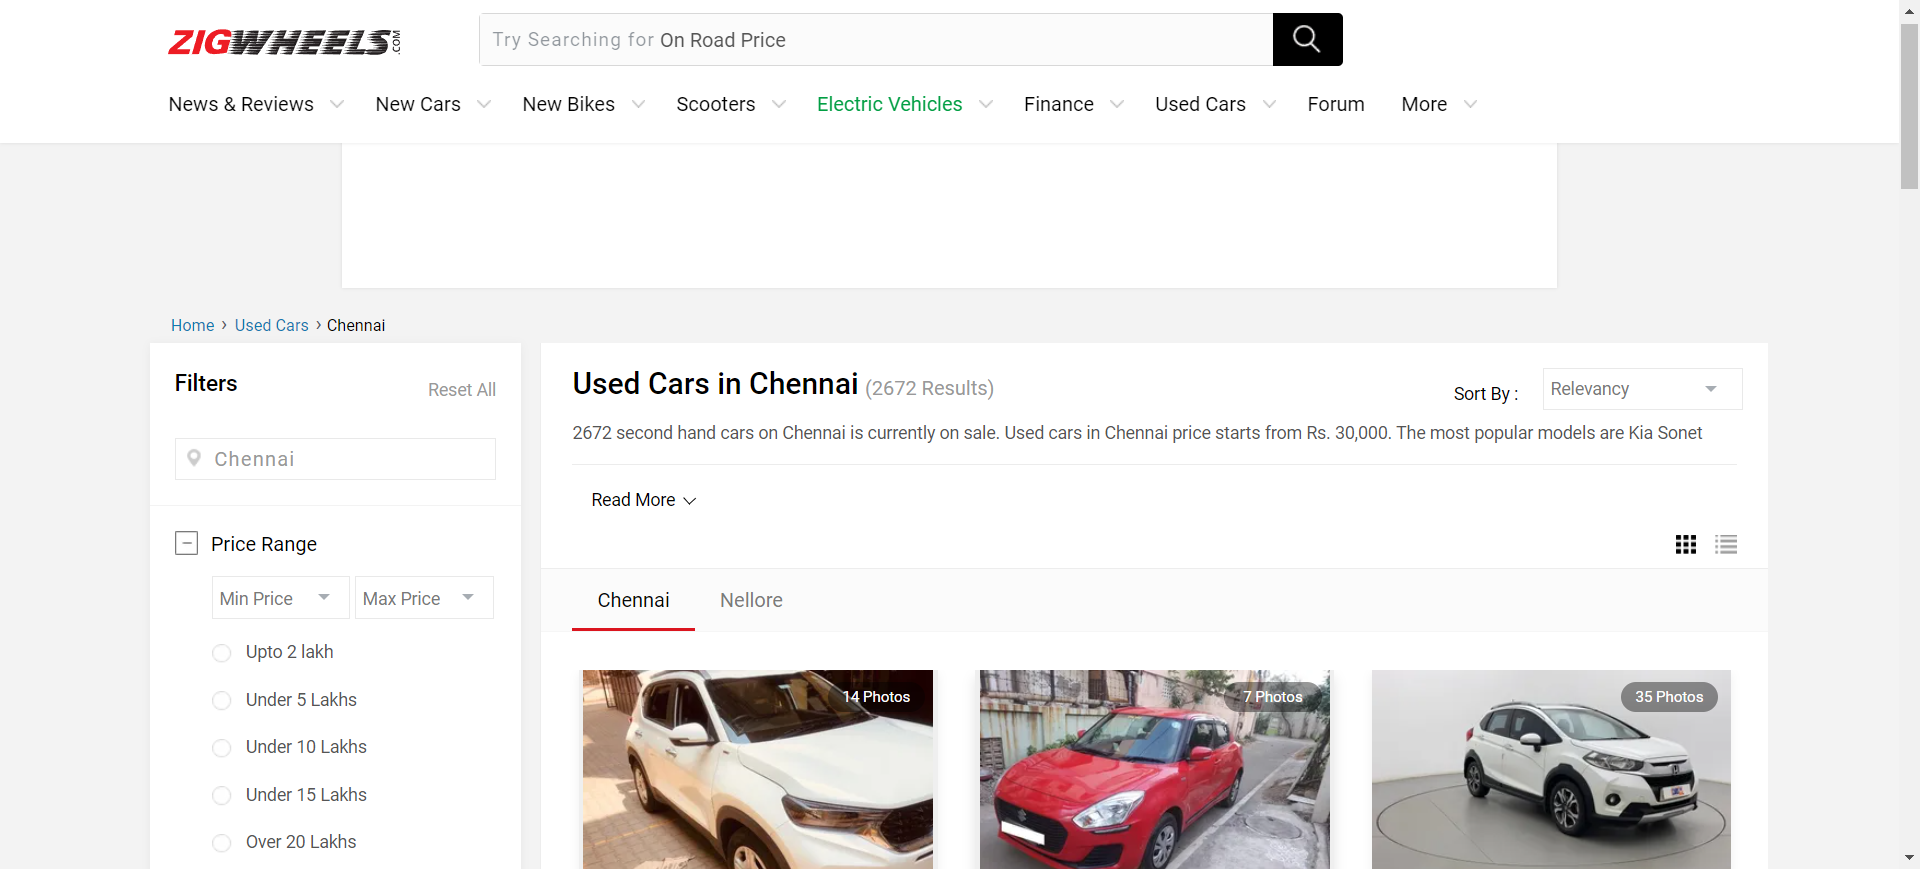 ZIGWHEELS.COM
Try Searching for On Road Price
News & Reviews New Cars New Bikes Scooters Electric Vehicles Finance Used Cars Forum More
Home › Used Cars › Chennai
Filters
Reset All
Chennai
Price Range
Min Price Max Price
Upto 2 lakh
Under 5 Lakhs
Under 10 Lakhs
Under 15 Lakhs
Over 20 Lakhs
Used Cars in Chennai (2672 Results)
Sort By : Relevancy
2672 second hand cars on Chennai is currently on sale. Used cars in Chennai price starts from Rs. 30,000. The most popular models are Kia Sonet
Read More
Chennai Nellore
14 Photos 7 Photos 35 Photos